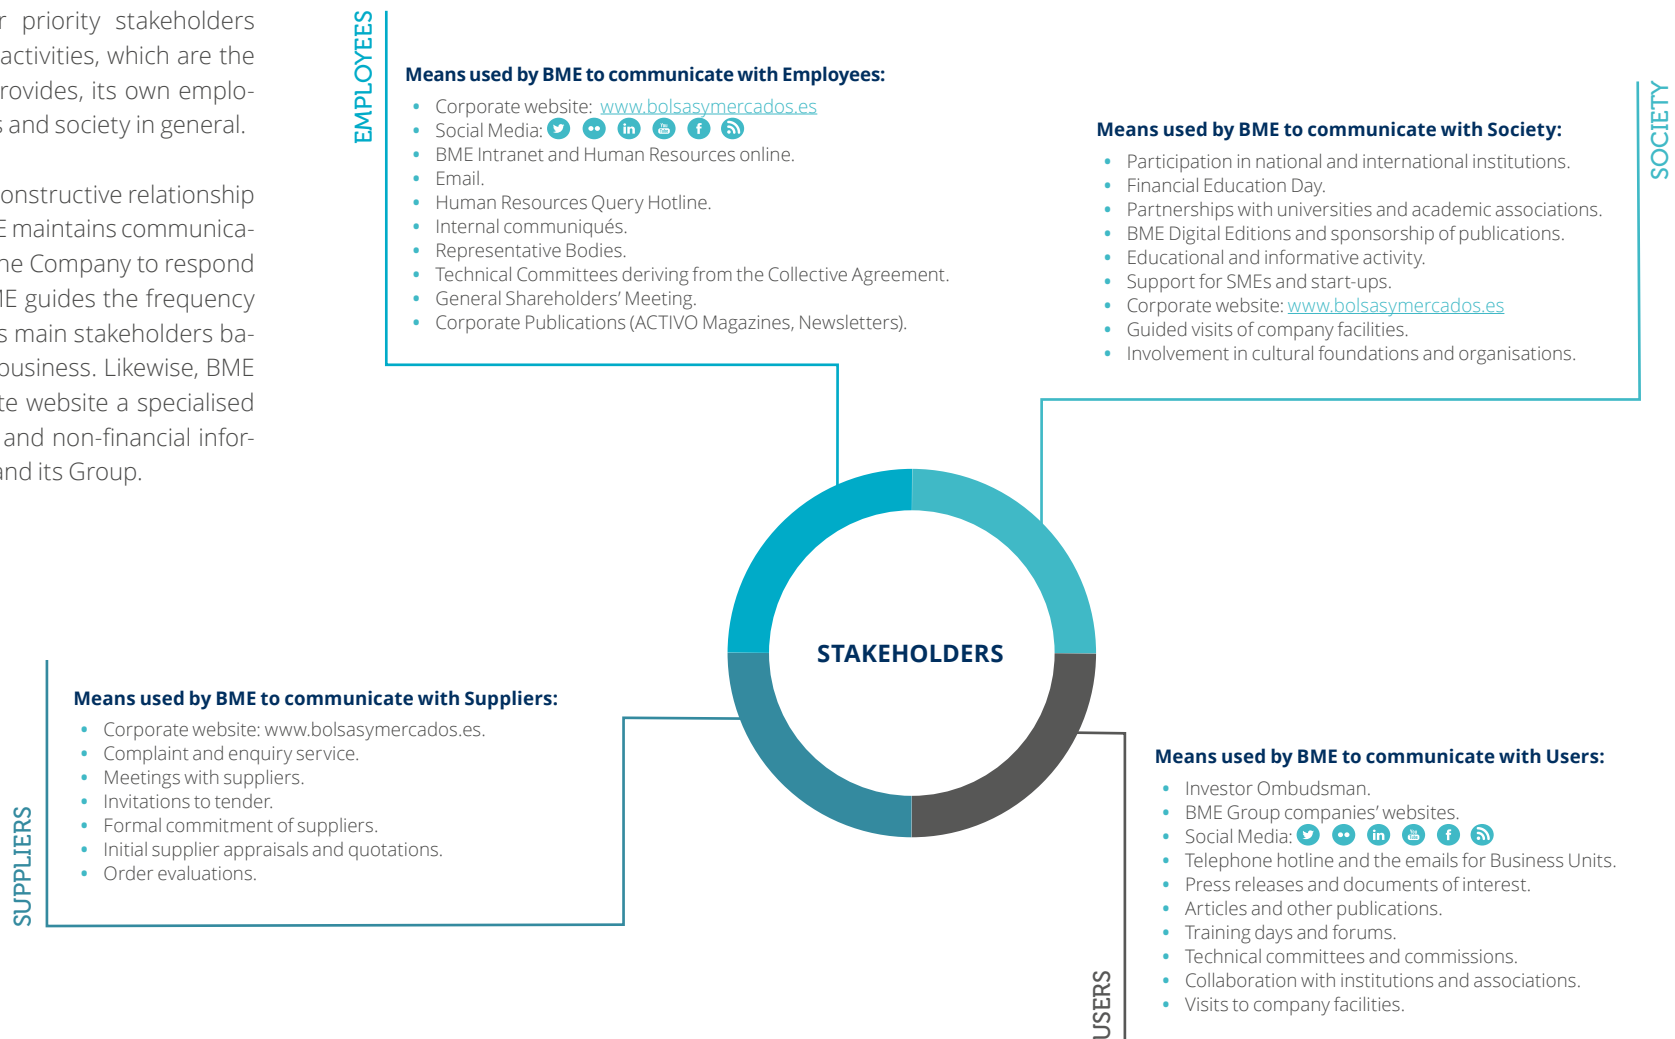 r priority stakeholders
activities, which are the
rovides, its own emplo-
s and society in general.
onstructive relationship
E maintains communica-
he Company to respond
ME guides the frequency
s main stakeholders ba-
business. Likewise, BME
te website a specialised
and non-financial infor-
and its Group.
EMPLOYEES
Means used by BME to communicate with Employees:
• Corporate website: www.bolsasymercados.es
• Social Media:
• BME Intranet and Human Resources online.
• Email.
• Human Resources Query Hotline.
• Internal communiqués.
• Representative Bodies.
• Technical Committees deriving from the Collective Agreement.
• General Shareholders' Meeting.
• Corporate Publications (ACTIVO Magazines, Newsletters).
SOCIETY
Means used by BME to communicate with Society:
• Participation in national and international institutions.
• Financial Education Day.
• Partnerships with universities and academic associations.
• BME Digital Editions and sponsorship of publications.
• Educational and informative activity.
• Support for SMEs and start-ups.
• Corporate website: www.bolsasymercados.es
• Guided visits of company facilities.
• Involvement in cultural foundations and organisations.
STAKEHOLDERS
SUPPLIERS
Means used by BME to communicate with Suppliers:
• Corporate website: www.bolsasymercados.es.
• Complaint and enquiry service.
• Meetings with suppliers.
• Invitations to tender.
• Formal commitment of suppliers.
• Initial supplier appraisals and quotations.
• Order evaluations.
USERS
Means used by BME to communicate with Users:
• Investor Ombudsman.
• BME Group companies' websites.
• Social Media:
• Telephone hotline and the emails for Business Units.
• Press releases and documents of interest.
• Articles and other publications.
• Training days and forums.
• Technical committees and commissions.
• Collaboration with institutions and associations.
• Visits to company facilities.